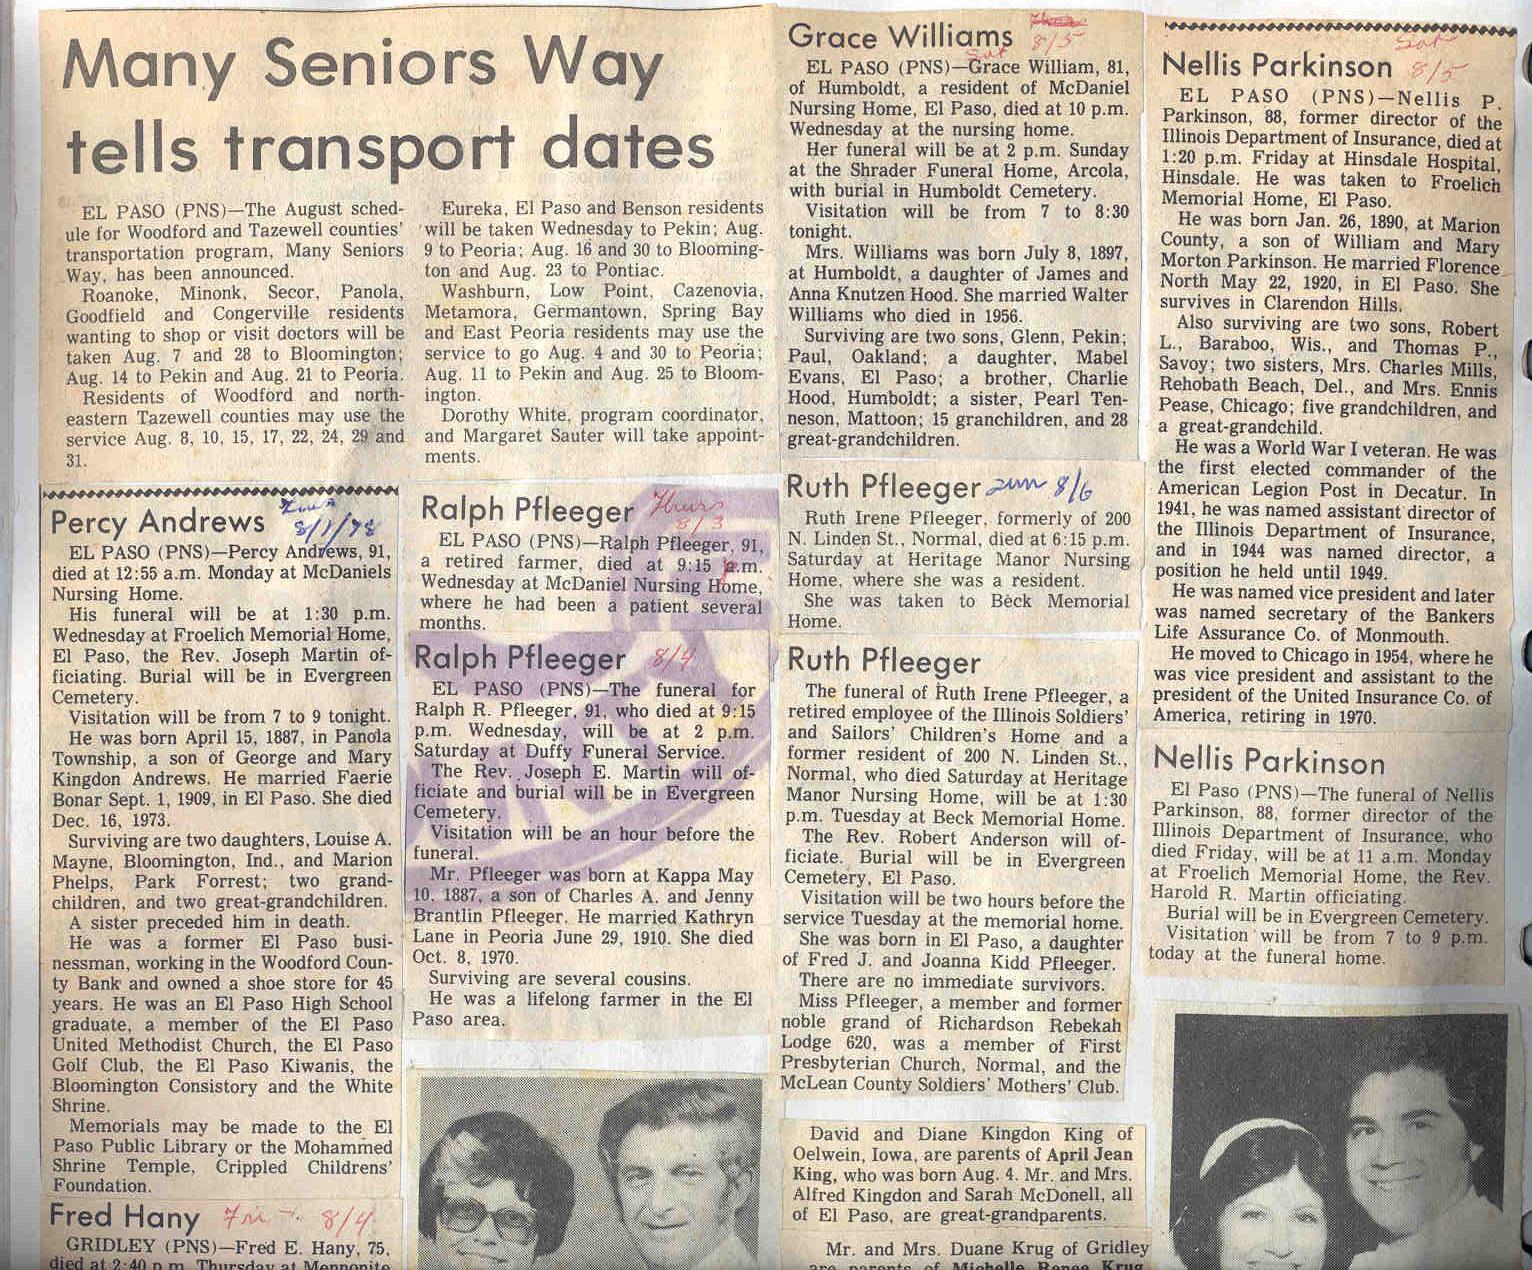 Many Seniors Way
tells transport dates
EL PASO (PNS)—The August sched-
ule for Woodford and Tazewell counties'
transportation program, Many Seniors
Way, has been announced.
Roanoke, Minonk, Secor, Panola,
Goodfield and Congerville residents
wanting to shop or visit doctors will be
taken Aug. 7 and 28 to Bloomington;
Aug. 14 to Pekin and Aug. 21 to Peoria.
Residents of Woodford and north-
eastern Tazewell counties may use the
service Aug. 8, 10, 15, 17, 22, 24, 29 and
31.
Eureka, El Paso and Benson residents
will be taken Wednesday to Pekin; Aug.
9 to Peoria; Aug. 16 and 30 to Blooming-
ton and Aug. 23 to Pontiac.
Washburn, Low Point, Cazenovia,
Metamora, Germantown, Spring Bay
and East Peoria residents may use the
service to go Aug. 4 and 30 to Peoria;
Aug. 11 to Pekin and Aug. 25 to Bloom-
ington.
Dorothy White, program coordinator,
and Margaret Sauter will take appoint-
ments.
Percy Andrews
8/1/78
EL PASO (PNS)—Percy Andrews, 91,
died at 12:55 a.m. Monday at McDaniels
Nursing Home.
His funeral will be at 1:30 p.m.
Wednesday at Froelich Memorial Home,
El Paso, the Rev. Joseph Martin of-
ficiating. Burial will be in Evergreen
Cemetery.
Visitation will be from 7 to 9 tonight.
He was born April 15, 1887, in Panola
Township, a son of George and Mary
Kingdon Andrews. He married Faerie
Bonar Sept. 1, 1909, in El Paso. She died
Dec. 16, 1973.
Surviving are two daughters, Louise A.
Mayne, Bloomington, Ind., and Marion
Phelps, Park Forrest; two grand-
children, and two great-grandchildren.
A sister preceded him in death.
He was a former El Paso busi-
nessman, working in the Woodford Coun-
ty Bank and owned a shoe store for 45
years. He was an El Paso High School
graduate, a member of the El Paso
United Methodist Church, the El Paso
Golf Club, the El Paso Kiwanis, the
Bloomington Consistory and the White
Shrine.
Memorials may be made to the El
Paso Public Library or the Mohammed
Shrine Temple, Crippled Childrens'
Foundation.
Fred Hany Fri 8/4
GRIDLEY (PNS)—Fred E. Hany, 75,
died at 2:40 p.m. Thursday at Mennonite
Ralph Pfleeger Thurs
8/3
EL PASO (PNS)—Ralph Pfleeger, 91,
a retired farmer, died at 9:15 p.m.
Wednesday at McDaniel Nursing Home,
where he had been a patient several
months.
Ralph Pfleeger 8/4
EL PASO (PNS)—The funeral for
Ralph R. Pfleeger, 91, who died at 9:15
p.m. Wednesday, will be at 2 p.m.
Saturday at Duffy Funeral Service.
The Rev. Joseph E. Martin will of-
ficiate and burial will be in Evergreen
Cemetery.
Visitation will be an hour before the
funeral.
Mr. Pfleeger was born at Kappa May
10, 1887, a son of Charles A. and Jenny
Brantlin Pfleeger. He married Kathryn
Lane in Peoria June 29, 1910. She died
Oct. 8, 1970.
Surviving are several cousins.
He was a lifelong farmer in the El
Paso area.
Grace Williams
Sat 8/5
EL PASO (PNS)—Grace William, 81,
of Humboldt, a resident of McDaniel
Nursing Home, El Paso, died at 10 p.m.
Wednesday at the nursing home.
Her funeral will be at 2 p.m. Sunday
at the Shrader Funeral Home, Arcola,
with burial in Humboldt Cemetery.
Visitation will be from 7 to 8:30
tonight.
Mrs. Williams was born July 8, 1897,
at Humboldt, a daughter of James and
Anna Knutzen Hood. She married Walter
Williams who died in 1956.
Surviving are two sons, Glenn, Pekin;
Paul, Oakland; a daughter, Mabel
Evans, El Paso; a brother, Charlie
Hood, Humboldt; a sister, Pearl Ten-
neson, Mattoon; 15 granchildren, and 28
great-grandchildren.
Ruth Pfleeger Sun 8/6
Ruth Irene Pfleeger, formerly of 200
N. Linden St., Normal, died at 6:15 p.m.
Saturday at Heritage Manor Nursing
Home, where she was a resident.
She was taken to Beck Memorial
Home.
Ruth Pfleeger
The funeral of Ruth Irene Pfleeger, a
retired employee of the Illinois Soldiers'
and Sailors' Children's Home and a
former resident of 200 N. Linden St.,
Normal, who died Saturday at Heritage
Manor Nursing Home, will be at 1:30
p.m. Tuesday at Beck Memorial Home.
The Rev. Robert Anderson will of-
ficiate. Burial will be in Evergreen
Cemetery, El Paso.
Visitation will be two hours before the
service Tuesday at the memorial home.
She was born in El Paso, a daughter
of Fred J. and Joanna Kidd Pfleeger.
There are no immediate survivors.
Miss Pfleeger, a member and former
noble grand of Richardson Rebekah
Lodge 620, was a member of First
Presbyterian Church, Normal, and the
McLean County Soldiers' Mothers' Club.
David and Diane Kingdon King of
Oelwein, Iowa, are parents of April Jean
King, who was born Aug. 4. Mr. and Mrs.
Alfred Kingdon and Sarah McDonell, all
of El Paso, are great-grandparents.
Mr. and Mrs. Duane Krug of Gridley
are parents of Michelle Renee Krug
Nellis Parkinson Sat
8/5
EL PASO (PNS)—Nellis P.
Parkinson, 88, former director of the
Illinois Department of Insurance, died at
1:20 p.m. Friday at Hinsdale Hospital,
Hinsdale. He was taken to Froelich
Memorial Home, El Paso.
He was born Jan. 26, 1890, at Marion
County, a son of William and Mary
Morton Parkinson. He married Florence
North May 22, 1920, in El Paso. She
survives in Clarendon Hills.
Also surviving are two sons, Robert
L., Baraboo, Wis., and Thomas P.,
Savoy; two sisters, Mrs. Charles Mills,
Rehobath Beach, Del., and Mrs. Ennis
Pease, Chicago; five grandchildren, and
a great-grandchild.
He was a World War I veteran. He was
the first elected commander of the
American Legion Post in Decatur. In
1941, he was named assistant director of
the Illinois Department of Insurance,
and in 1944 was named director, a
position he held until 1949.
He was named vice president and later
was named secretary of the Bankers
Life Assurance Co. of Monmouth.
He moved to Chicago in 1954, where he
was vice president and assistant to the
president of the United Insurance Co. of
America, retiring in 1970.
Nellis Parkinson
El Paso (PNS)—The funeral of Nellis
Parkinson, 88, former director of the
Illinois Department of Insurance, who
died Friday, will be at 11 a.m. Monday
at Froelich Memorial Home, the Rev.
Harold R. Martin officiating.
Burial will be in Evergreen Cemetery.
Visitation will be from 7 to 9 p.m.
today at the funeral home.